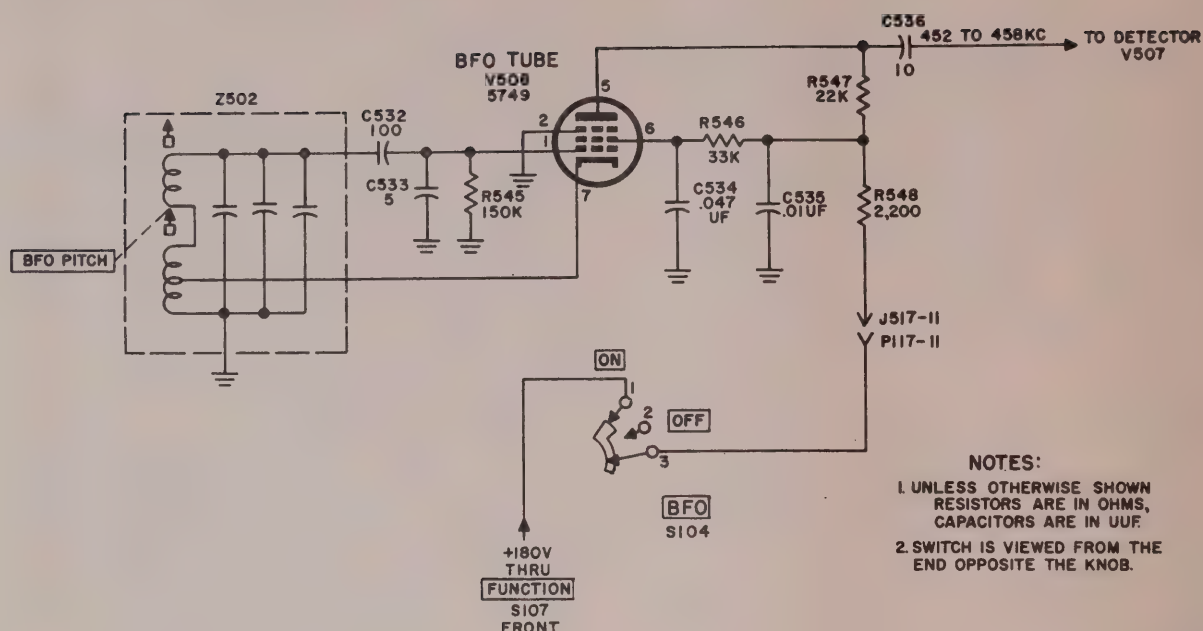 C536
452 TO 458KC
TO DETECTOR
V507
10
BFO TUBE
V508
5749
5
R547
22K
Z502
C532
100
2
1
6
R546
33K
C533
5
R545
150K
7
C534
.047
UF
C535
.01UF
R548
2,200
BFO PITCH
J517-11
P117-11
ON
1
2
OFF
3
BFO
S104
+180V
THRU
FUNCTION
S107
FRONT
NOTES:
1. UNLESS OTHERWISE SHOWN
RESISTORS ARE IN OHMS,
CAPACITORS ARE IN UUF.
2. SWITCH IS VIEWED FROM THE
END OPPOSITE THE KNOB.